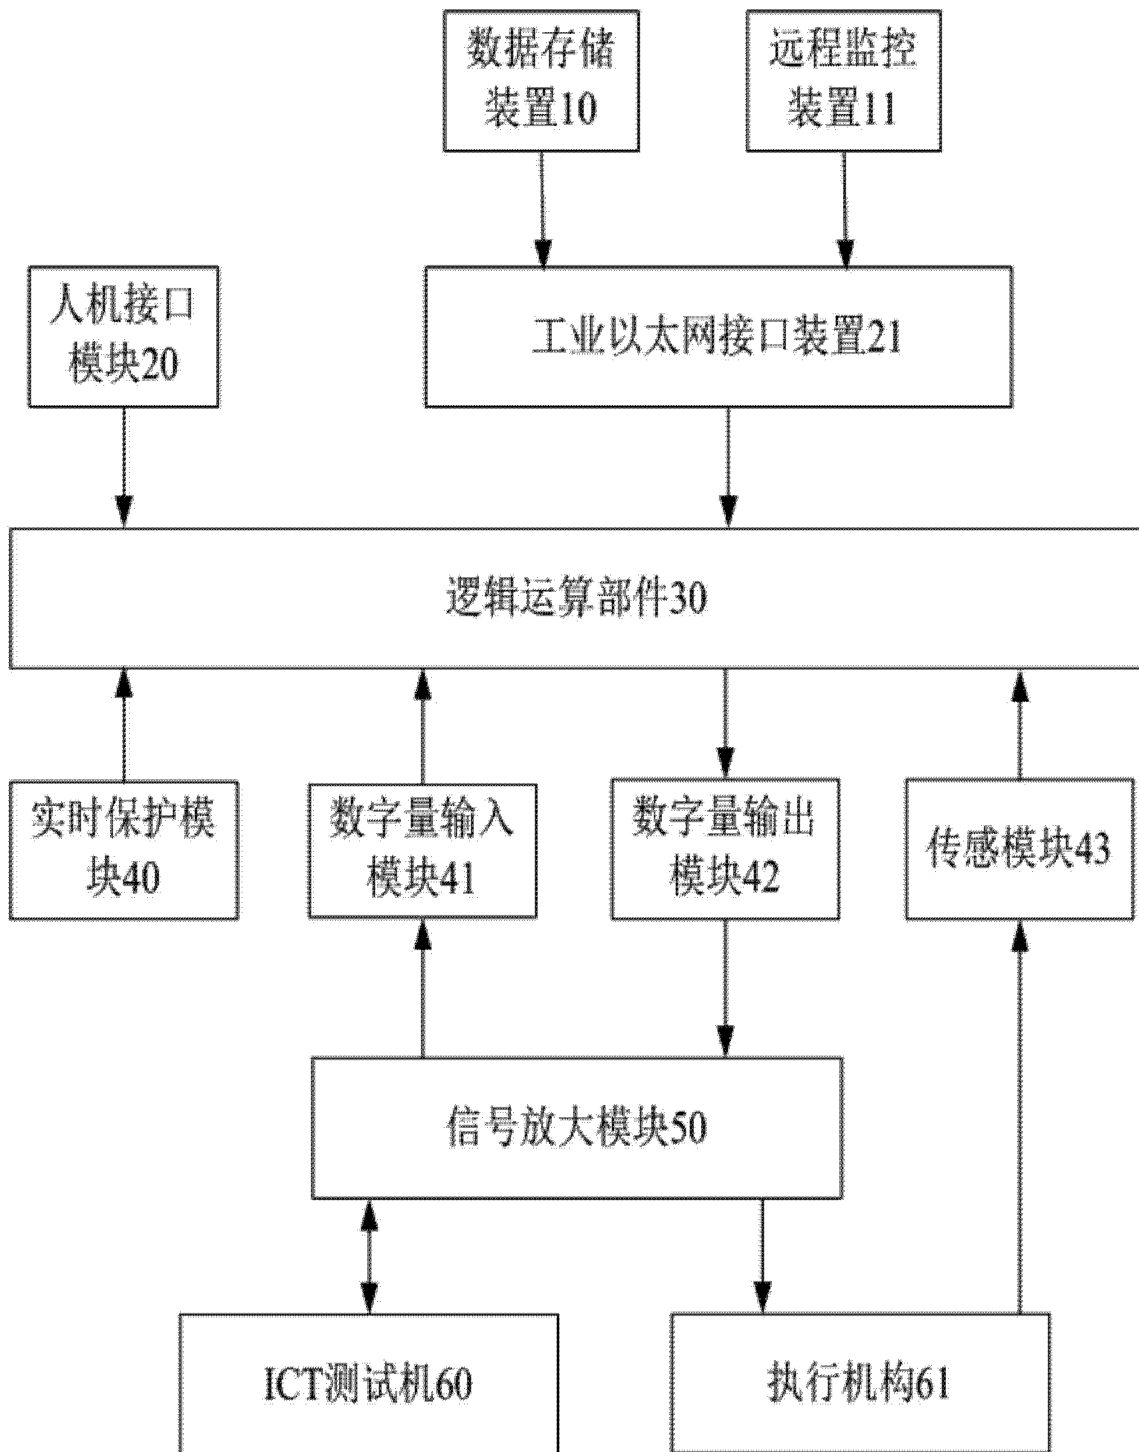 数据存储
装置10
远程监控
装置11
人机接口
模块20
工业以太网接口装置21
逻辑运算部件30
实时保护模
块40
数字量输入
模块41
数字量输出
模块42
传感模块43
信号放大模块50
ICT测试机60
执行机构61